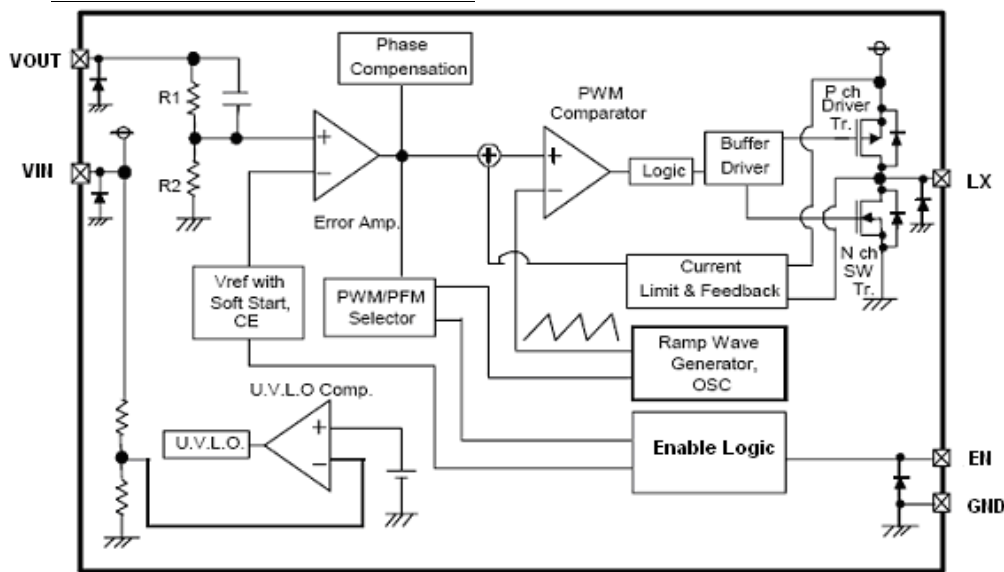 VOUT
Phase
Compensation
R1
PWM
Comparator
P ch
Driver
Tr.
+
-
+
+
-
Logic
Buffer
Driver
VIN
R2
LX
Error Amp.
N ch
SW
Tr.
Vref with
Soft Start,
CE
PWM/PFM
Selector
Current
Limit & Feedback
Ramp Wave
Generator,
OSC
U.V.L.O Comp.
U.V.L.O.
+
-
Enable Logic
EN
GND